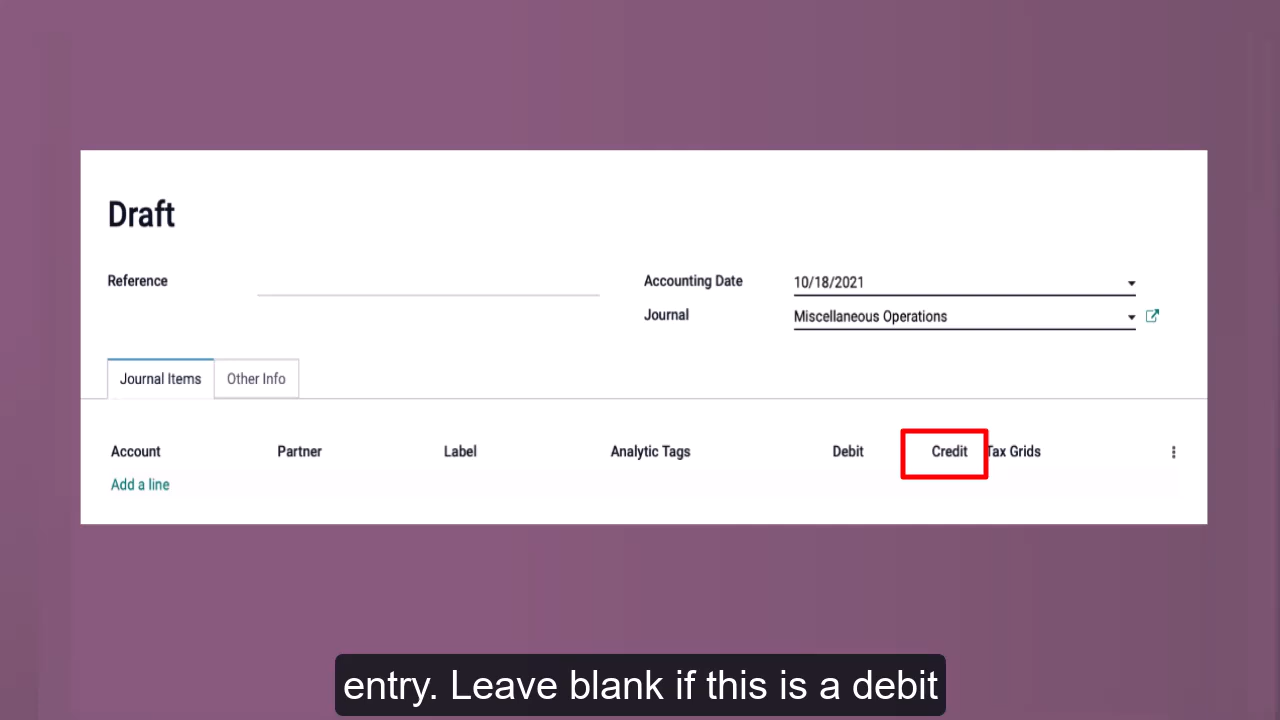 Draft
Reference
Accounting Date 10/18/2021
Journal Miscellaneous Operations
Journal Items Other Info
Account Partner Label Analytic Tags Debit Credit Tax Grids
Add a line
entry. Leave blank if this is a debit